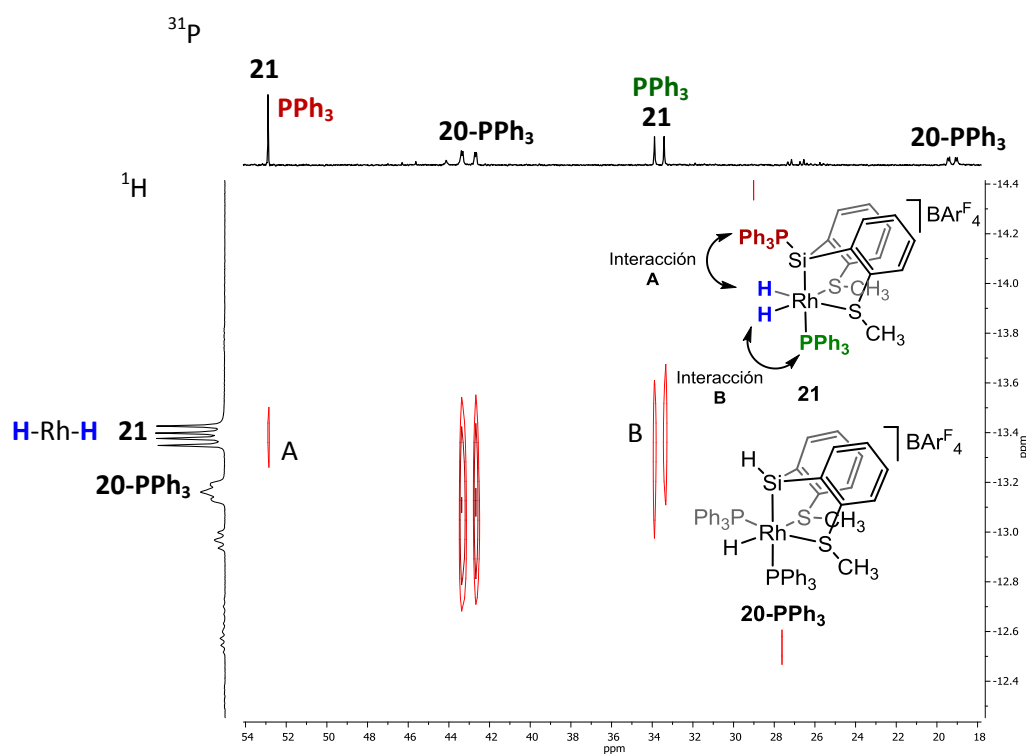 31P
21
PPh3
PPh3
21
20-PPh3
20-PPh3
1H
-14.4
-14.2
-14.0
-13.8
-13.6
-13.4
-13.2
-13.0
-12.8
-12.6
-12.4
ppm
BArF4
Ph3P
Si
Interacción
A
H
H
Rh
S
CH3
S
CH3
PPh3
Interacción
B
21
H-Rh-H 21
20-PPh3
A
B
BArF4
H
Si
Ph3P
S
CH3
Rh
H
S
CH3
PPh3
20-PPh3
54 52 50 48 46 44 42 40 38 36 34 32 30 28 26 24 22 20 18
ppm